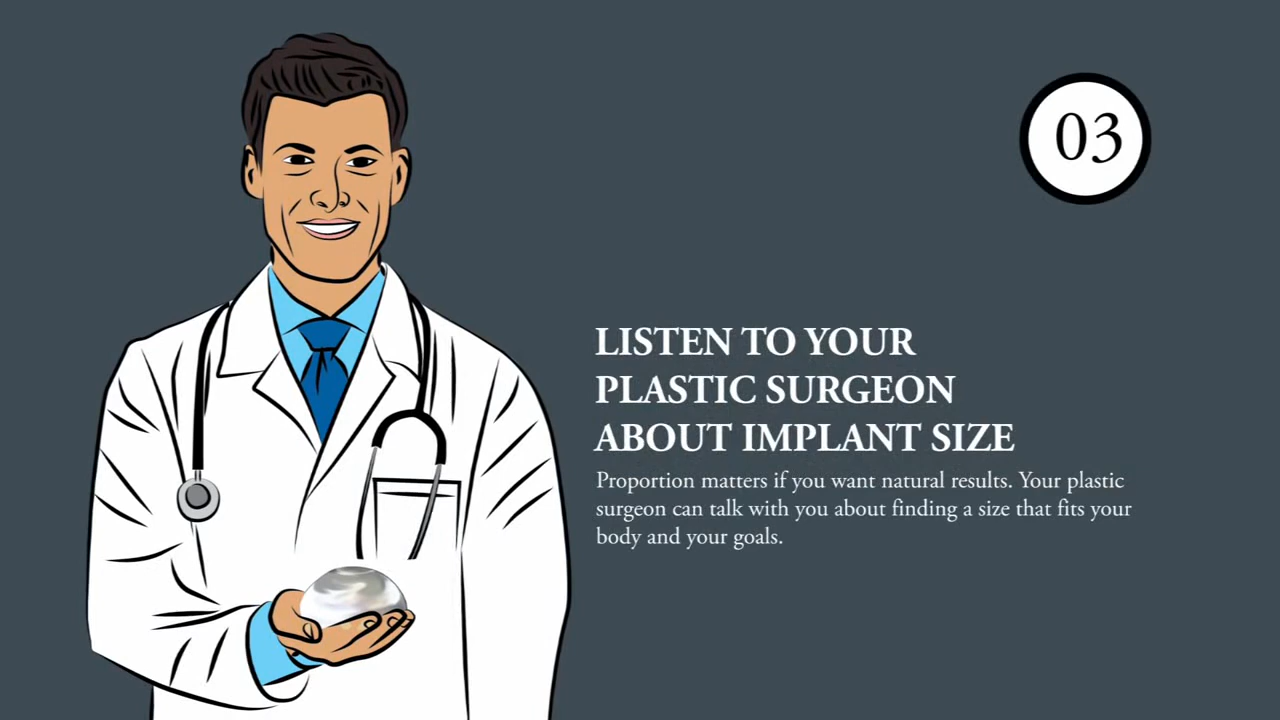 03
LISTEN TO YOUR
PLASTIC SURGEON
ABOUT IMPLANT SIZE
Proportion matters if you want natural results. Your plastic
surgeon can talk with you about finding a size that fits your
body and your goals.